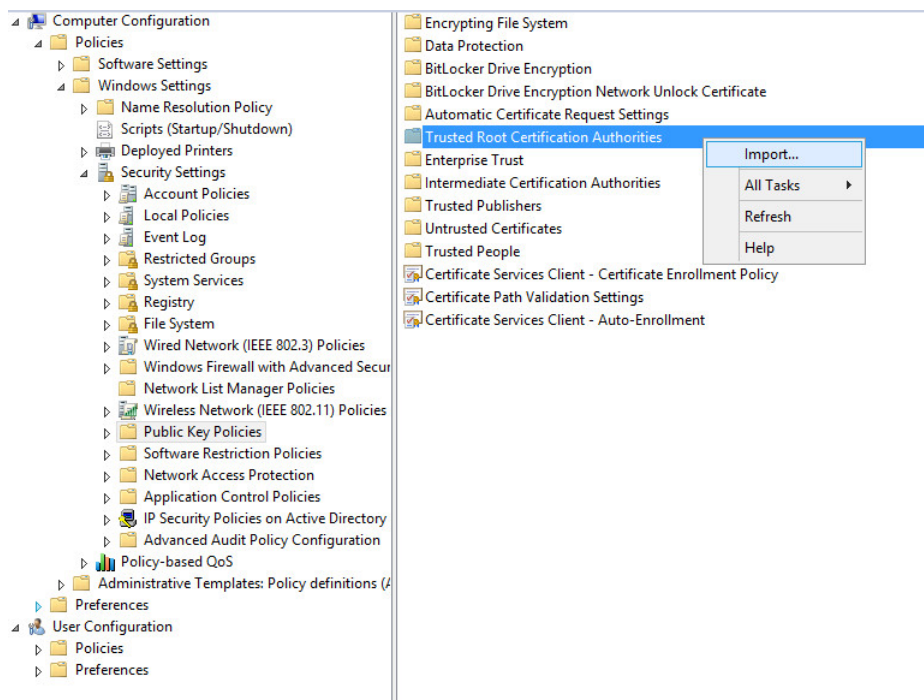 Computer Configuration
Policies
Software Settings
Windows Settings
Name Resolution Policy
Scripts (Startup/Shutdown)
Deployed Printers
Security Settings
Account Policies
Local Policies
Event Log
Restricted Groups
System Services
Registry
File System
Wired Network (IEEE 802.3) Policies
Windows Firewall with Advanced Secur
Network List Manager Policies
Wireless Network (IEEE 802.11) Policies
Public Key Policies
Software Restriction Policies
Network Access Protection
Application Control Policies
IP Security Policies on Active Directory
Advanced Audit Policy Configuration
Policy-based QoS
Administrative Templates: Policy definitions (A
Preferences
User Configuration
Policies
Preferences
Encrypting File System
Data Protection
BitLocker Drive Encryption
BitLocker Drive Encryption Network Unlock Certificate
Automatic Certificate Request Settings
Trusted Root Certification Authorities
Enterprise Trust
Intermediate Certification Authorities
Trusted Publishers
Untrusted Certificates
Trusted People
Certificate Services Client - Certificate Enrollment Policy
Certificate Path Validation Settings
Certificate Services Client - Auto-Enrollment
Import...
All Tasks
Refresh
Help